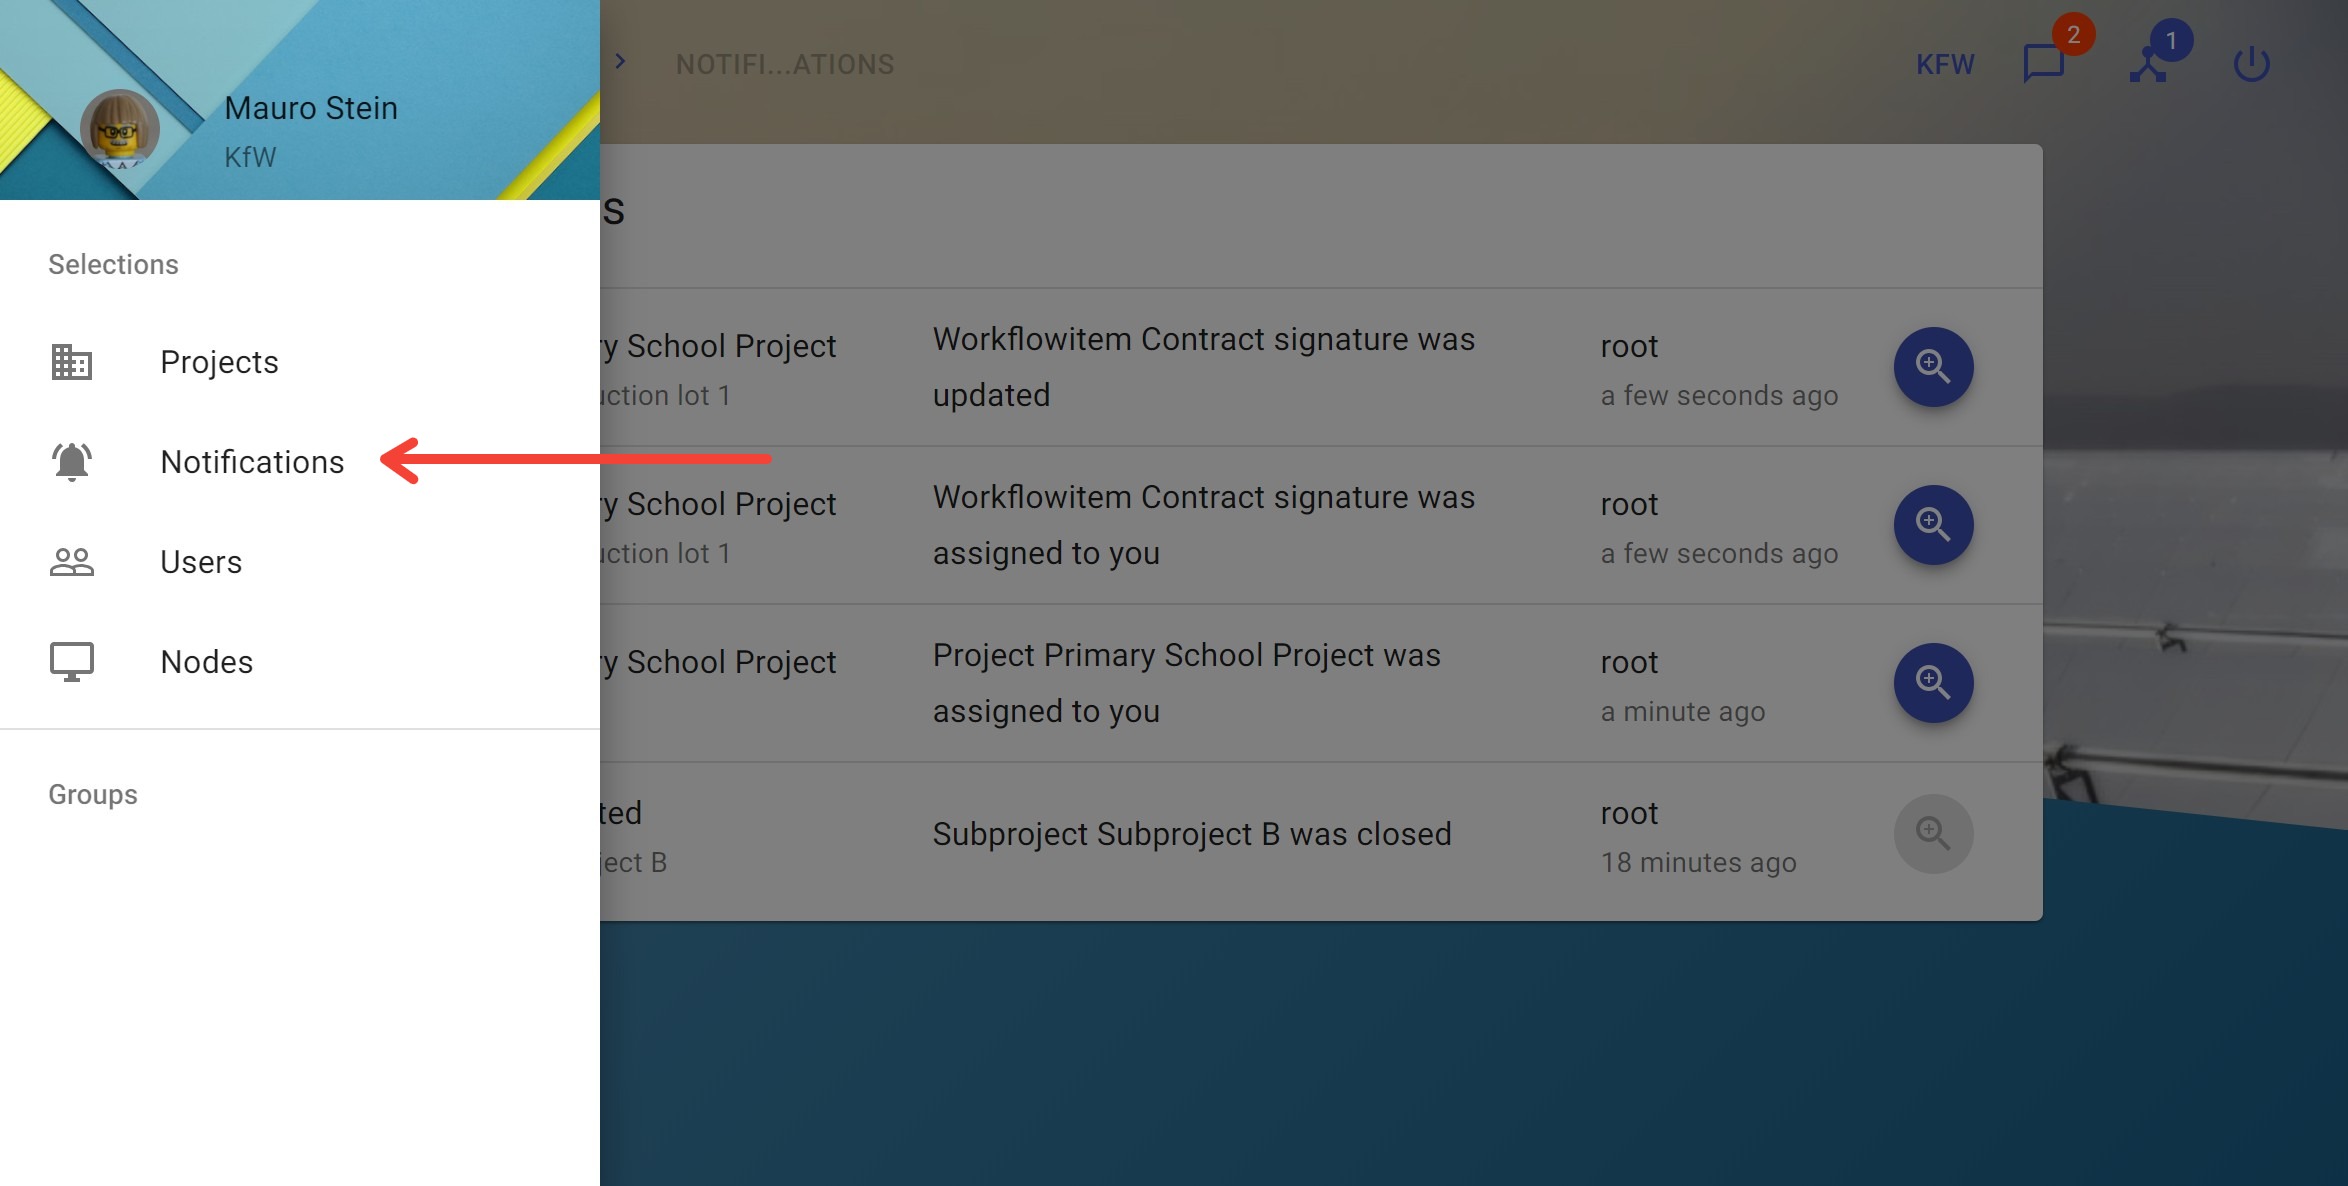 Mauro Stein
KfW
Selections
Projects
Notifications
Users
Nodes
Groups
NOTIFI...ATIONS
KFW
2
1
s
y School Project
uction lot 1
Workflowitem Contract signature was
updated
root
a few seconds ago
y School Project
uction lot 1
Workflowitem Contract signature was
assigned to you
root
a few seconds ago
y School Project
Project Primary School Project was
assigned to you
root
a minute ago
ted
ject B
Subproject Subproject B was closed
root
18 minutes ago